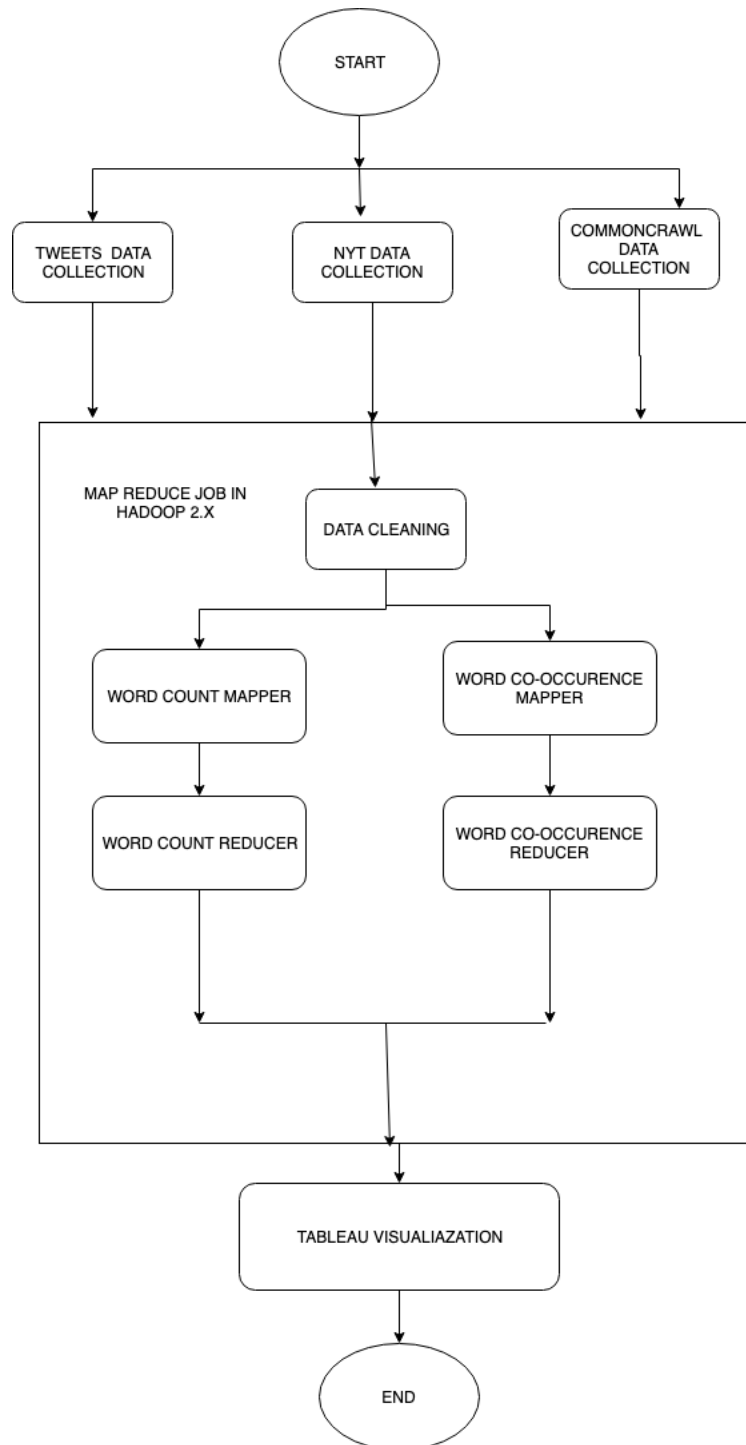 START
TWEETS DATA
COLLECTION
NYT DATA
COLLECTION
COMMONCRAWL
DATA
COLLECTION
MAP REDUCE JOB IN
HADOOP 2.X
DATA CLEANING
WORD COUNT MAPPER
WORD CO-OCCURENCE
MAPPER
WORD COUNT REDUCER
WORD CO-OCCURENCE
REDUCER
TABLEAU VISUALIAZATION
END